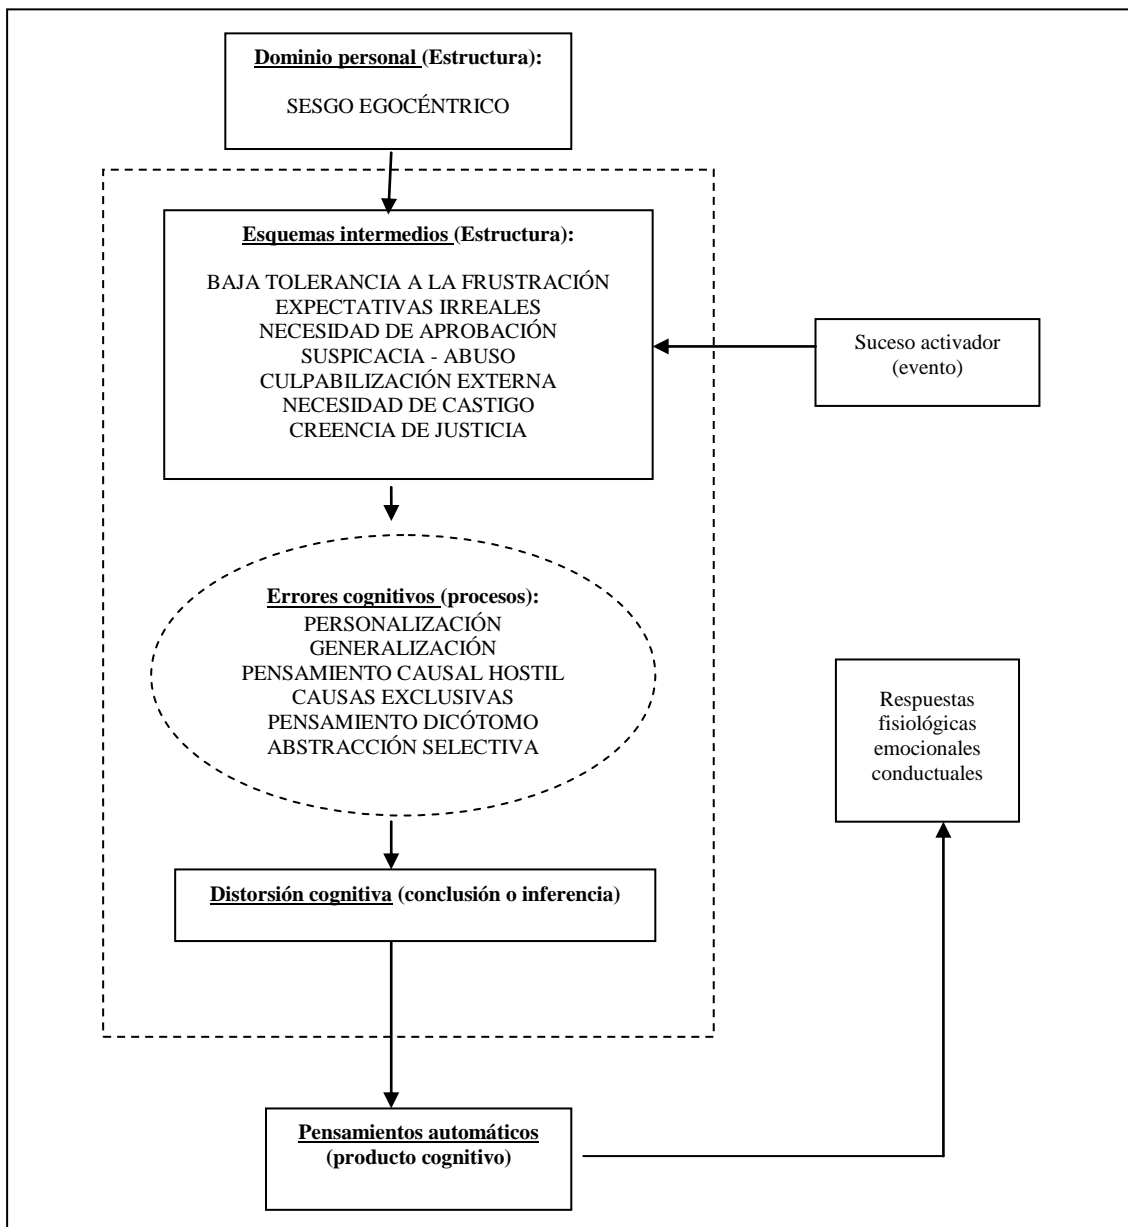 Dominio personal (Estructura):
SESGO EGOCÉNTRICO
Esquemas intermedios (Estructura):
BAJA TOLERANCIA A LA FRUSTRACIÓN
EXPECTATIVAS IRREALES
NECESIDAD DE APROBACIÓN
SUSPICACIA - ABUSO
CULPABILIZACIÓN EXTERNA
NECESIDAD DE CASTIGO
CREENCIA DE JUSTICIA
Suceso activador
(evento)
Errores cognitivos (procesos):
PERSONALIZACIÓN
GENERALIZACIÓN
PENSAMIENTO CAUSAL HOSTIL
CAUSAS EXCLUSIVAS
PENSAMIENTO DICÓTOMO
ABSTRACCIÓN SELECTIVA
Respuestas
fisiológicas
emocionales
conductuales
Distorsión cognitiva (conclusión o inferencia)
Pensamientos automáticos
(producto cognitivo)